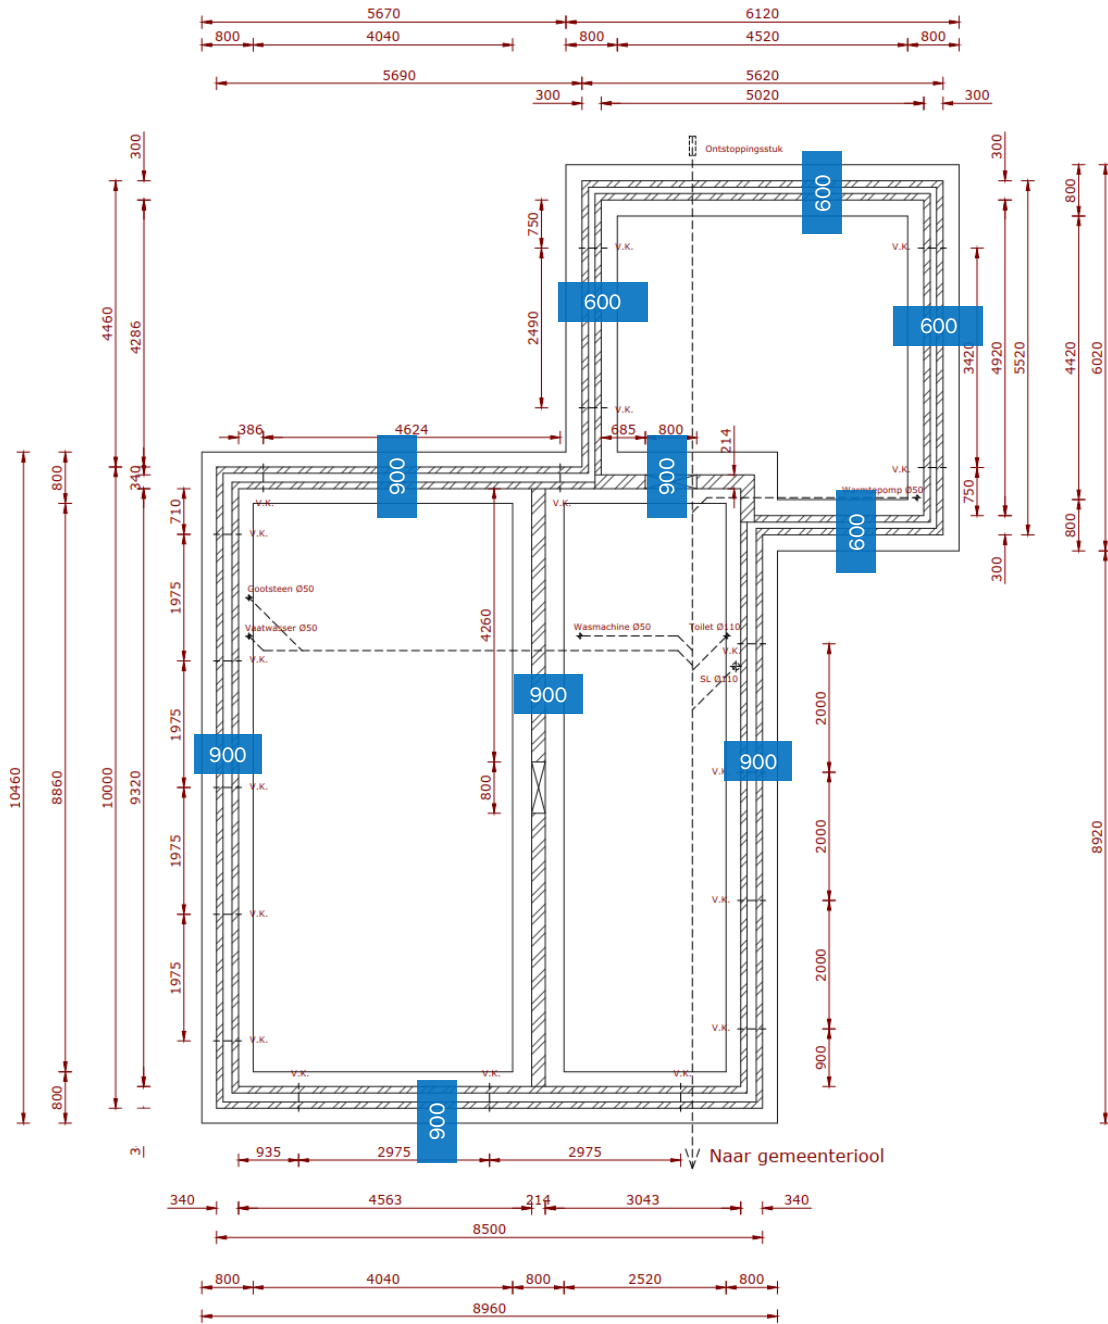 5670 6120
800 4040 800 4520 800
5690 5620
300 5020 300
300 Ontstoppingsstuk 300
600 800
750
V.K. V.K.
600 600
4460 4286 2490 3420 4920 5520 4420 6020
V.K.
386 4624 685 800 214
900 900
V.K.
800 340 750
V.K. V.K. Warmtepomp Ø50
710 600 800
V.K.
300
Gootsteen Ø50
1975 4260
Vaatwasser Ø50 Wasmachine Ø50 Toilet Ø110
V.K. V.K.
SL Ø110
900 2000
1975
900 900
V.K. V.K.
10460 8860 10000 9320 800
1975 2000 8920
V.K. V.K.
1975 2000
V.K. V.K.
900
V.K. V.K. V.K.
800 900
3
935 2975 2975 Naar gemeenteriool
340 4563 214 3043 340
8500
800 4040 800 2520 800
8960